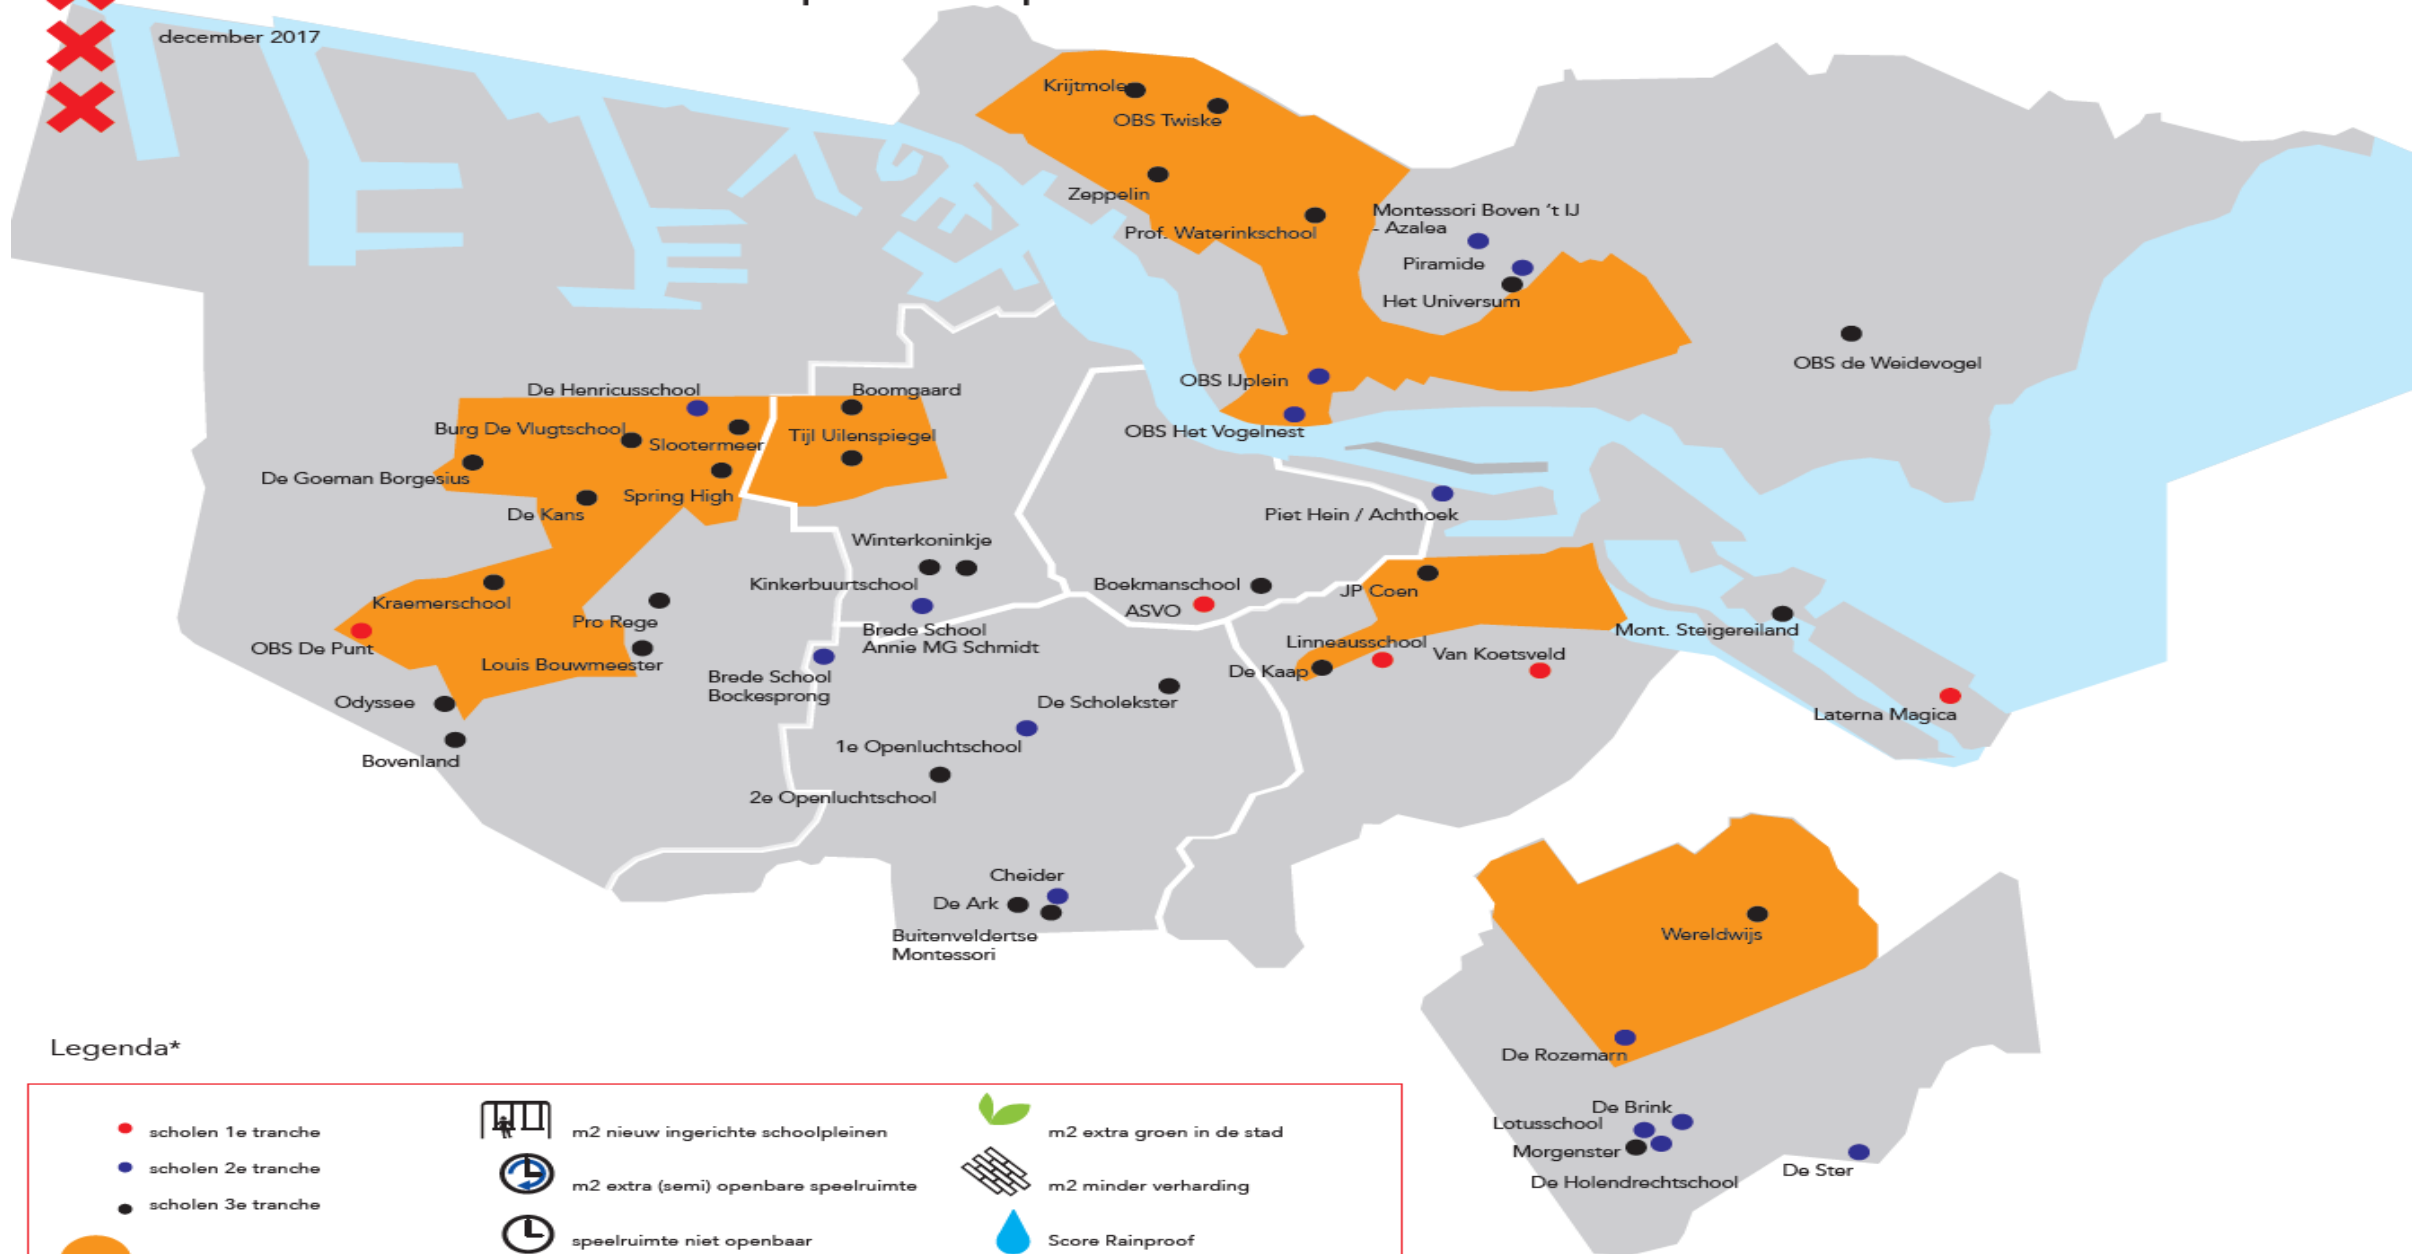 december 2017
Krijtmole
OBS Twiske
Zeppelin
Prof. Waterinkschool
Montessori Boven ‘t IJ
- Azalea
Piramide
Het Universum
OBS de Weidevogel
OBS IJplein
OBS Het Vogelnest
De Henricusschool
Boomgaard
Burg De Vlugtschool
Slootermeer
Tijl Uilenspiegel
De Goeman Borgesius
Spring High
De Kans
Piet Hein / Achthoek
Winterkoninkje
Kinkerbuurtschool
Boekmanschool
ASVO
JP Coen
Kraemerschool
Pro Rege
Brede School
Annie MG Schmidt
Mont. Steigereiland
OBS De Punt
Louis Bouwmeester
Linneausschool
Van Koetsveld
De Kaap
Brede School
Bockesprong
Odyssee
De Scholekster
Laterna Magica
1e Openluchtschool
Bovenland
2e Openluchtschool
Cheider
De Ark
Buitenveldertse
Montessori
Wereldwijs
De Rozemarn
De Brink
Lotusschool
Morgenster
De Holendrechtschool
De Ster
Legenda*
scholen 1e tranche
scholen 2e tranche
scholen 3e tranche
m2 nieuw ingerichte schoolpleinen
m2 extra (semi) openbare speelruimte
speelruimte niet openbaar
m2 extra groen in de stad
m2 minder verharding
Score Rainproof